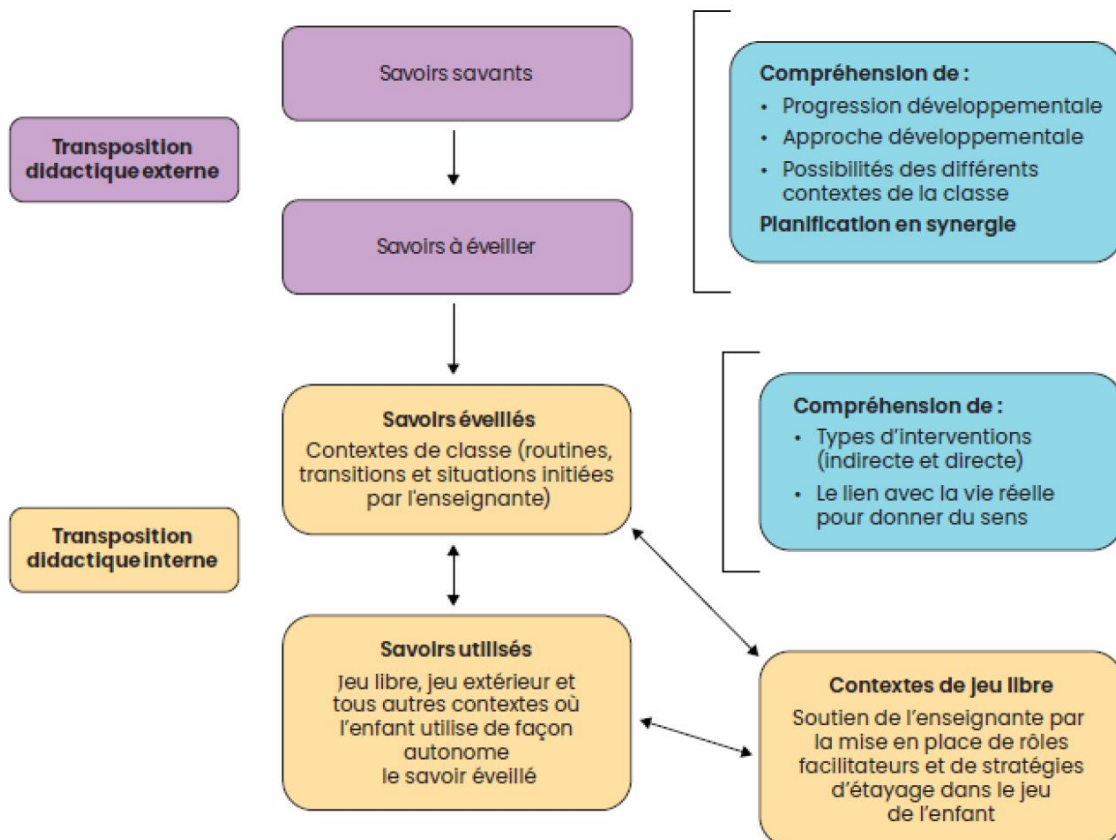 Savoirs savants
Compréhension de :
• Progression développementale
• Approche développementale
• Possibilités des différents
contextes de la classe
Planification en synergie
Transposition
didactique externe
Savoirs à éveiller
Savoirs éveillés
Contextes de classe (routines,
transitions et situations initiées
par l'enseignante)
Compréhension de :
• Types d'interventions
(indirecte et directe)
• Le lien avec la vie réelle
pour donner du sens
Transposition
didactique interne
Savoirs utilisés
Jeu libre, jeu extérieur et
tous autres contextes où
l'enfant utilise de façon
autonome
le savoir éveillé
Contextes de jeu libre
Soutien de l'enseignante par
la mise en place de rôles
facilitateurs et de stratégies
d'étayage dans le jeu
de l'enfant